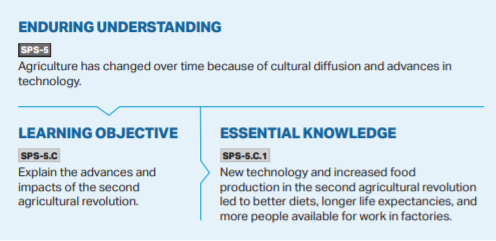 ENDURING UNDERSTANDING
SPS-5
Agriculture has changed over time because of cultural diffusion and advances in
technology.
LEARNING OBJECTIVE
SPS-5.C
Explain the advances and
impacts of the second
agricultural revolution.
ESSENTIAL KNOWLEDGE
SPS-5.C.1
New technology and increased food
production in the second agricultural revolution
led to better diets, longer life expectancies, and
more people available for work in factories.